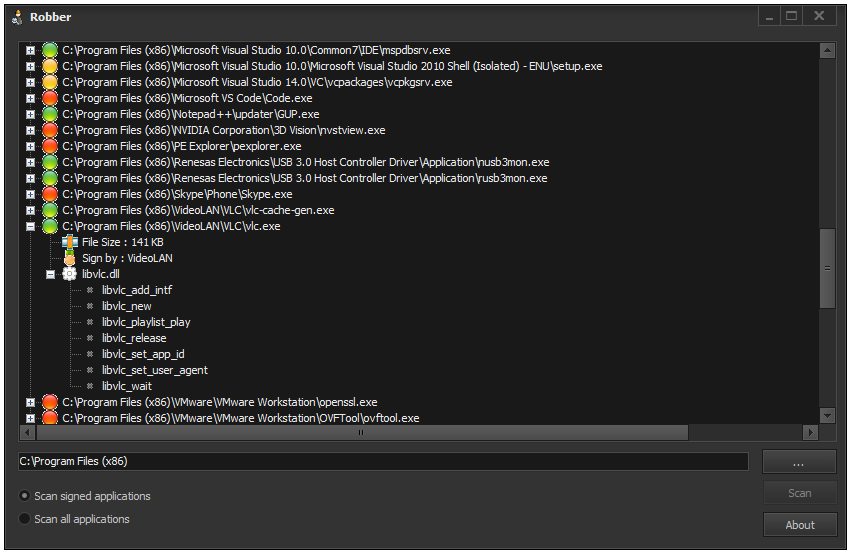 Robber
C:\Program Files (x86)\Microsoft Visual Studio 10.0\Common7\IDE\mspdbsrv.exe
C:\Program Files (x86)\Microsoft Visual Studio 10.0\Microsoft Visual Studio 2010 Shell (Isolated) - ENU\setup.exe
C:\Program Files (x86)\Microsoft Visual Studio 14.0\VC\vcpackages\vcpkgsrv.exe
C:\Program Files (x86)\Microsoft VS Code\Code.exe
C:\Program Files (x86)\Notepad++\updater\GUP.exe
C:\Program Files (x86)\NVIDIA Corporation\3D Vision\nvstview.exe
C:\Program Files (x86)\PE Explorer\pexplorer.exe
C:\Program Files (x86)\Renesas Electronics\USB 3.0 Host Controller Driver\Application\nusb3mon.exe
C:\Program Files (x86)\Renesas Electronics\USB 3.0 Host Controller Driver\Application\rusb3mon.exe
C:\Program Files (x86)\Skype\Phone\Skype.exe
C:\Program Files (x86)\VideoLAN\VLC\vlc-cache-gen.exe
C:\Program Files (x86)\VideoLAN\VLC\vlc.exe
File Size : 141 KB
Sign by : VideoLAN
libvlc.dll
libvlc_add_intf
libvlc_new
libvlc_playlist_play
libvlc_release
libvlc_set_app_id
libvlc_set_user_agent
libvlc_wait
C:\Program Files (x86)\VMware\VMware Workstation\openssl.exe
C:\Program Files (x86)\VMware\VMware Workstation\OVFTool\ovftool.exe
C:\Program Files (x86)
...
Scan signed applications
Scan
Scan all applications
About